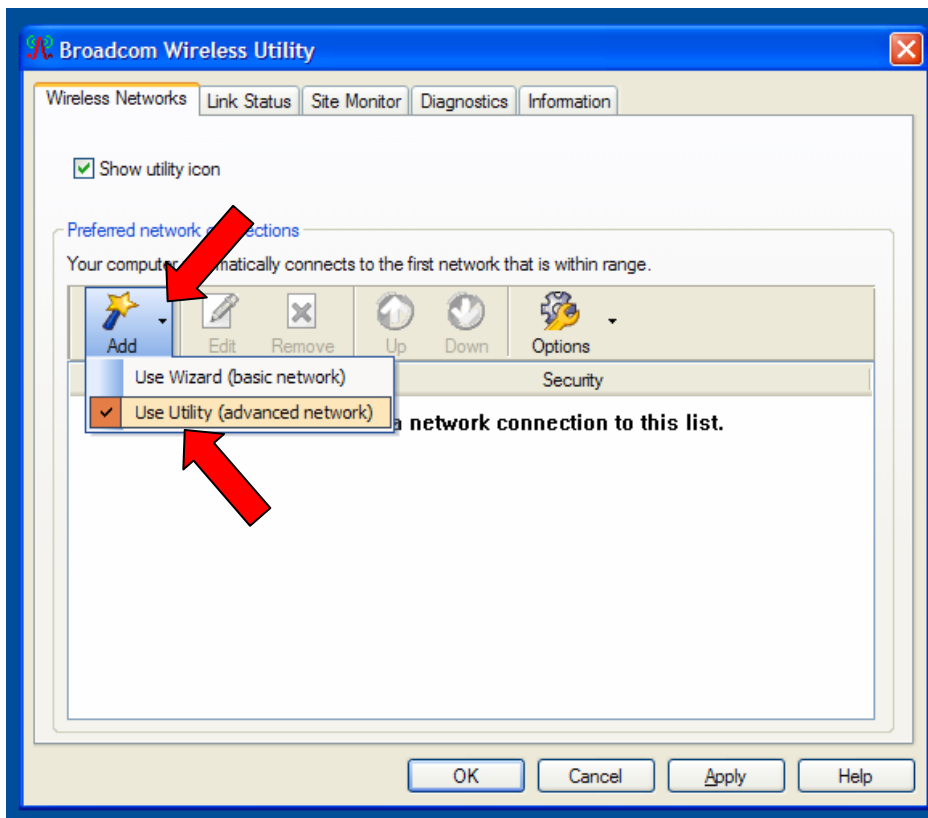 Broadcom Wireless Utility
Wireless Networks Link Status Site Monitor Diagnostics Information
Show utility icon
Preferred network connections
Your computer automatically connects to the first network that is within range.
Add Edit Remove Up Down Options
Use Wizard (basic network)
Security
Use Utility (advanced network)
a network connection to this list.
OK Cancel Apply Help